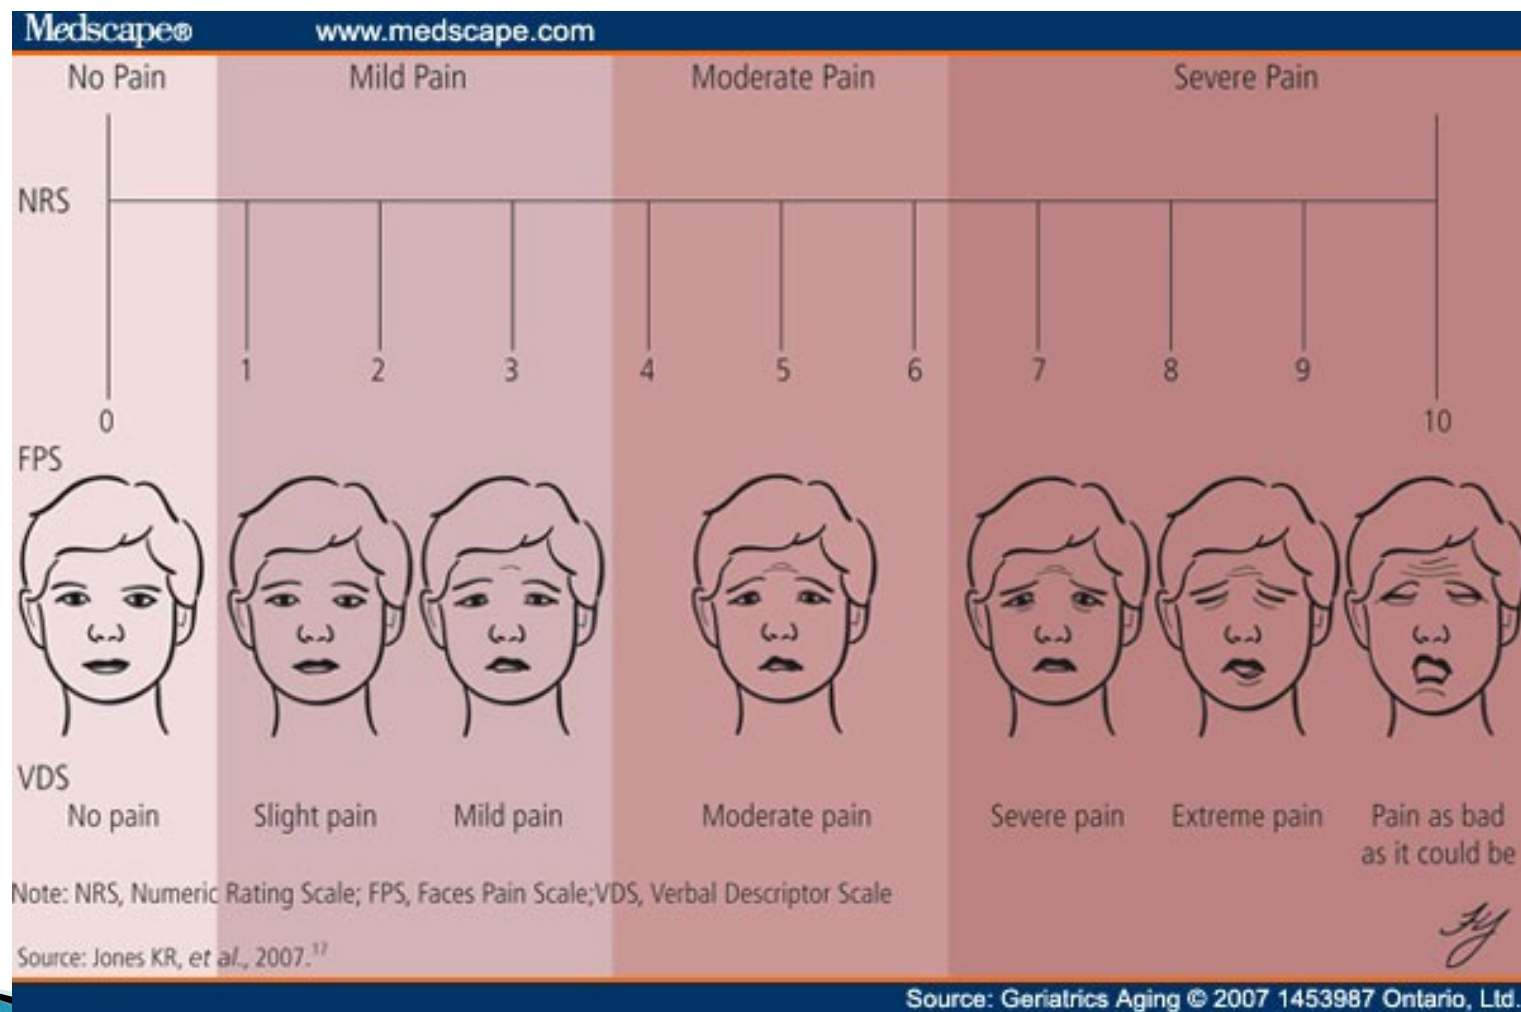 Medscape® www.medscape.com
No Pain Mild Pain Moderate Pain Severe Pain
NRS
1 2 3 4 5 6 7 8 9
0 10
FPS
VDS
No pain Slight pain Mild pain Moderate pain Severe pain Extreme pain Pain as bad
as it could be
Note: NRS, Numeric Rating Scale; FPS, Faces Pain Scale;VDS, Verbal Descriptor Scale
Source: Jones KR, et al., 2007.17
Source: Geriatrics Aging © 2007 1453987 Ontario, Ltd.